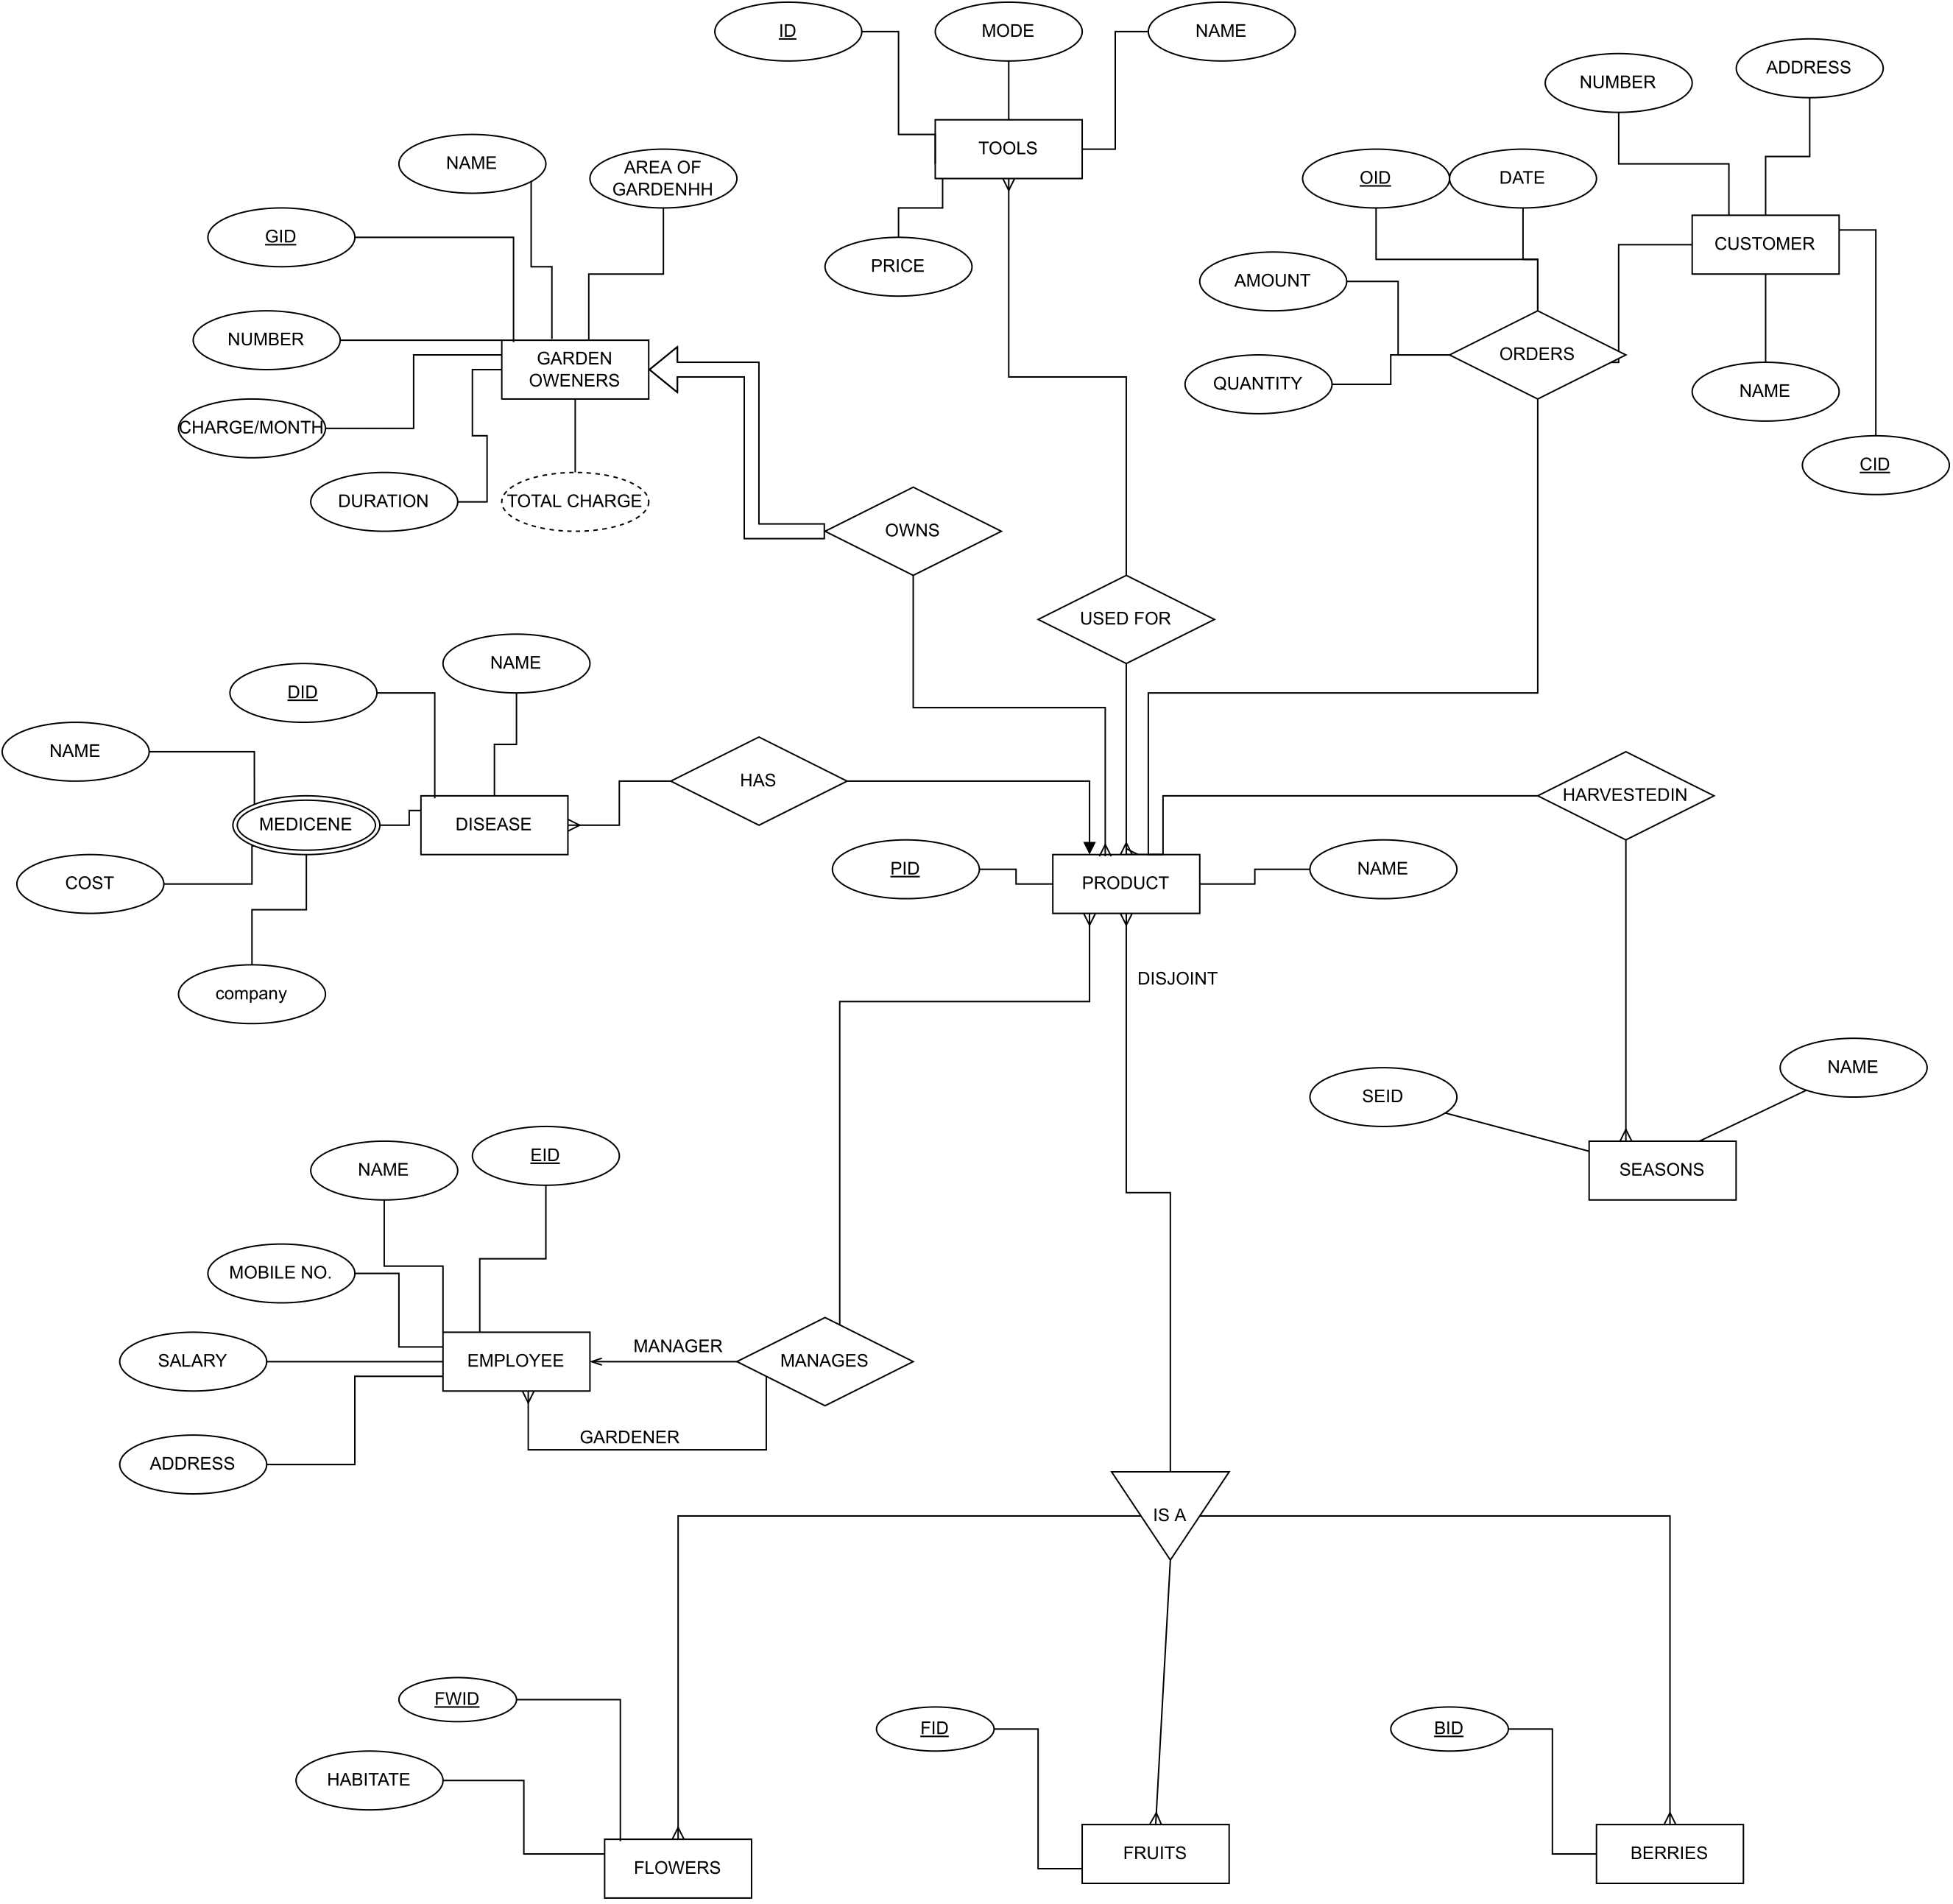 ID
MODE
NAME
NUMBER
ADDRESS
TOOLS
NAME
AREA OF
GARDENHH
OID
DATE
GID
CUSTOMER
PRICE
AMOUNT
NUMBER
GARDEN
OWENERS
ORDERS
QUANTITY
NAME
CHARGE/MONTH
CID
DURATION
TOTAL CHARGE
OWNS
USED FOR
NAME
DID
NAME
HAS
HARVESTEDIN
MEDICENE
DISEASE
PID
NAME
COST
PRODUCT
DISJOINT
company
NAME
SEID
EID
NAME
SEASONS
MOBILE NO.
MANAGER
SALARY
EMPLOYEE
MANAGES
GARDENER
ADDRESS
IS A
FWID
FID
BID
HABITATE
FLOWERS
FRUITS
BERRIES